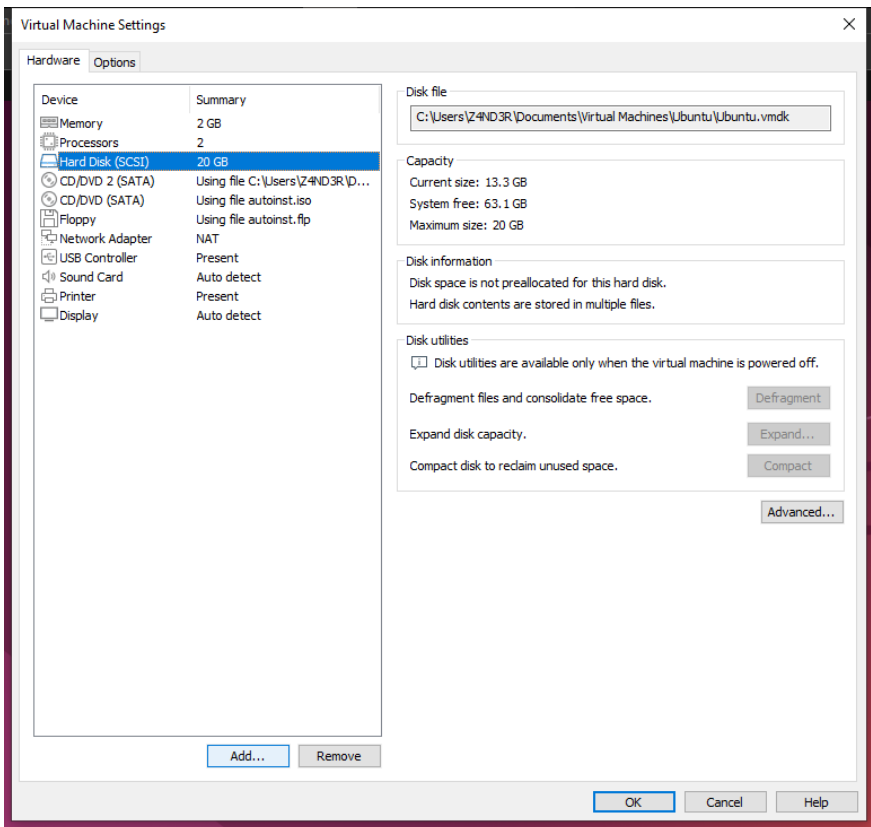 Virtual Machine Settings
Hardware
Options
Device Summary
Memory 2 GB
Processors 2
Hard Disk (SCSI) 20 GB
CD/DVD 2 (SATA) Using file C:\Users\Z4ND3R\D...
CD/DVD (SATA) Using file autoinst.iso
Floppy Using file autoinst.flp
Network Adapter NAT
USB Controller Present
Sound Card Auto detect
Printer Present
Display Auto detect
Add...
Remove
Disk file
C:\Users\Z4ND3R\Documents\Virtual Machines\Ubuntu\Ubuntu.vmdk
Capacity
Current size: 13.3 GB
System free: 63.1 GB
Maximum size: 20 GB
Disk information
Disk space is not preallocated for this hard disk.
Hard disk contents are stored in multiple files.
Disk utilities
Disk utilities are available only when the virtual machine is powered off.
Defragment files and consolidate free space. Defragment
Expand disk capacity. Expand...
Compact disk to reclaim unused space. Compact
Advanced...
OK
Cancel
Help